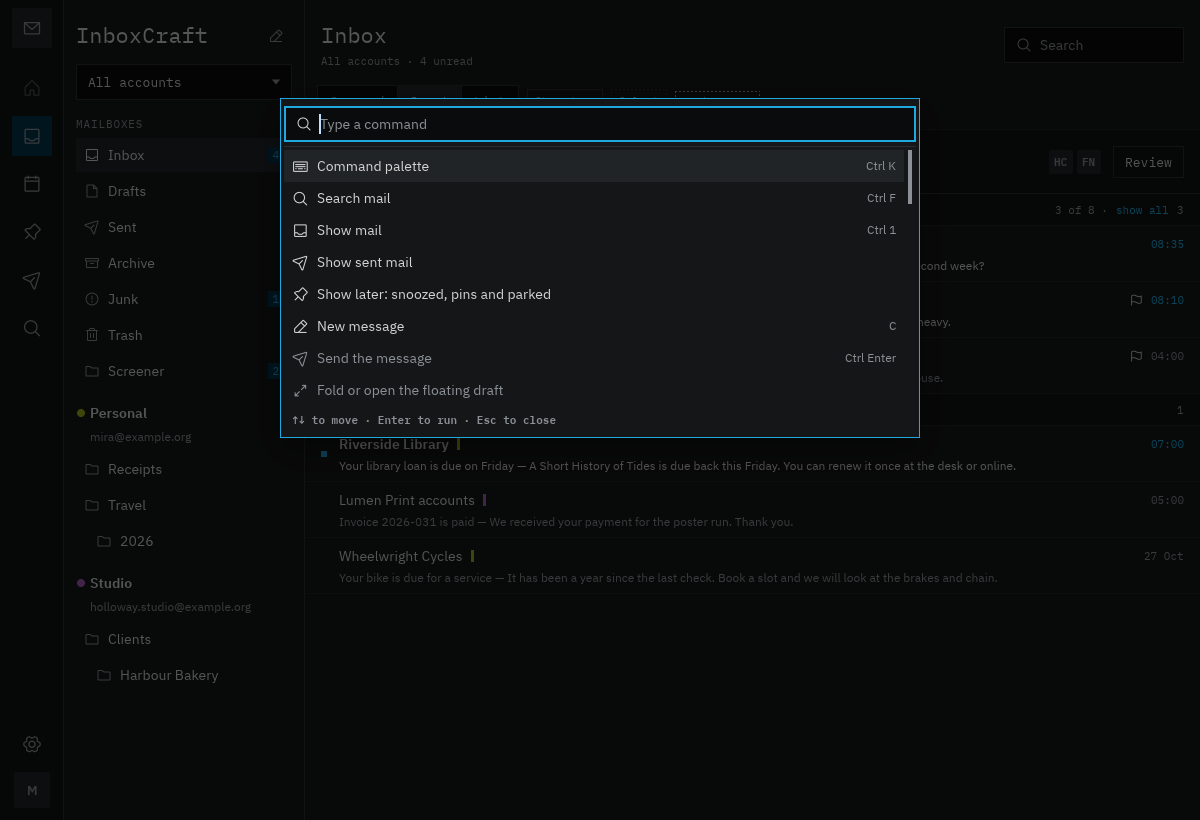 InboxCraft
All accounts
MAILBOXES
Inbox 4
Drafts
Sent
Archive
Junk 1
Trash
Screener 2
Personal
mira@example.org
Receipts
Travel
2026
Studio
holloway.studio@example.org
Clients
Harbour Bakery
M
Inbox
All accounts · 4 unread
Search
HC FN Review
3 of 8 · show all 3
08:35
cond week?
08:10
heavy.
04:00
use.
1
Type a command
Command palette Ctrl K
Search mail Ctrl F
Show mail Ctrl 1
Show sent mail
Show later: snoozed, pins and parked
New message C
Send the message Ctrl Enter
Fold or open the floating draft
↑↓ to move · Enter to run · Esc to close
Riverside Library 07:00
Your library loan is due on Friday — A Short History of Tides is due back this Friday. You can renew it once at the desk or online.
Lumen Print accounts 05:00
Invoice 2026-031 is paid — We received your payment for the poster run. Thank you.
Wheelwright Cycles 27 Oct
Your bike is due for a service — It has been a year since the last check. Book a slot and we will look at the brakes and chain.